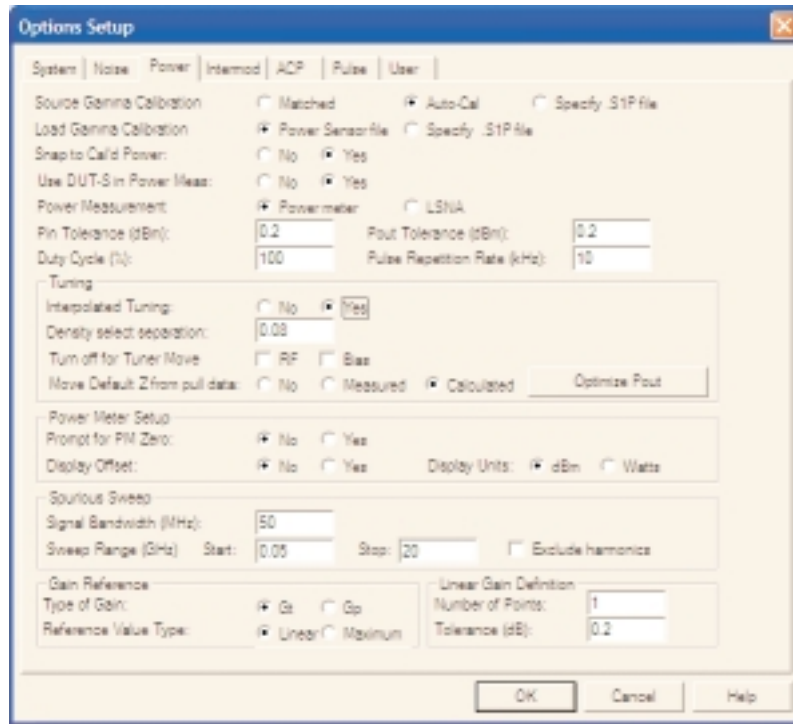 Options Setup
System Noise Power Intermod ACP Pulse User
Source Gamma Calibration Matched Auto-Cal Specify .S1P file
Load Gamma Calibration Power Sensor file Specify .S1P file
Snap to Cal'd Power: No Yes
Use DUT-S in Power Meas: No Yes
Power Measurement Power meter LSNA
Pin Tolerance (dBm): 0.2 Pout Tolerance (dBm): 0.2
Duty Cycle (%): 100 Pulse Repetition Rate (kHz): 10
Tuning
Interpolated Tuning: No Yes
Density select separation: 0.08
Turn off for Tuner Move RF Bias
Move Default Z from pull data: No Measured Calculated Optimize Pout
Power Meter Setup
Prompt for PM Zero: No Yes
Display Offset: No Yes Display Units: dBm Watts
Spurious Sweep
Signal Bandwidth (MHz): 50
Sweep Range (GHz) Start: 0.05 Stop: 20 Exclude harmonics
Gain Reference Linear Gain Definition
Type of Gain: Gt Gp Number of Points: 1
Reference Value Type: Linear Maximum Tolerance (dB): 0.2
OK Cancel Help